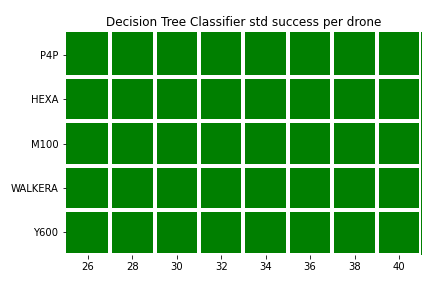 Decision Tree Classifier std success per drone
P4P
HEXA
M100
WALKERA
Y600
26 28 30 32 34 36 38 40